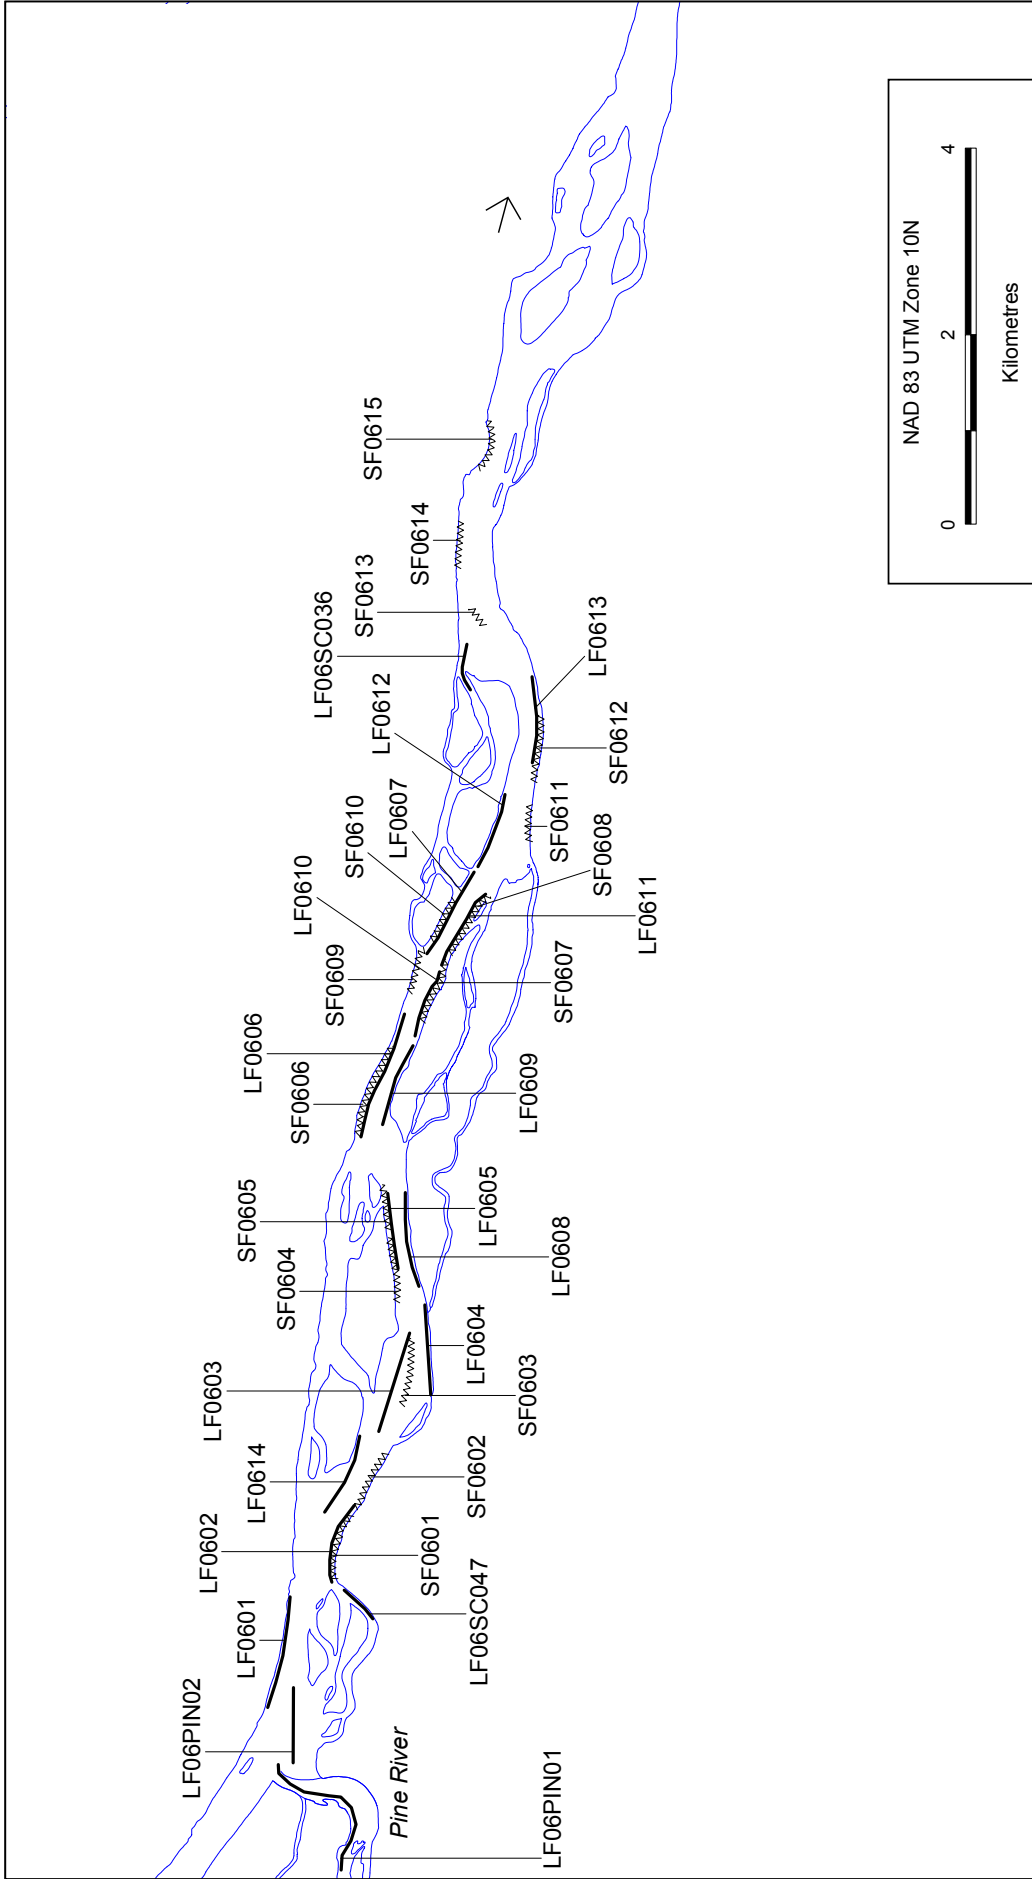 LF06PIN02
LF0601
LF0602
LF0614
LF0603
SF0604
SF0605
SF0606
LF0606
SF0609
LF0610
SF0610
LF0607
LF0612
LF06SC036
SF0613
SF0614
SF0615
LF06PIN01
Pine River
LF06SC047
SF0601
SF0602
SF0603
LF0604
LF0608
LF0605
LF0609
SF0607
LF0611
SF0608
SF0611
SF0612
LF0613
NAD 83 UTM Zone 10N
0 2 4
Kilometres